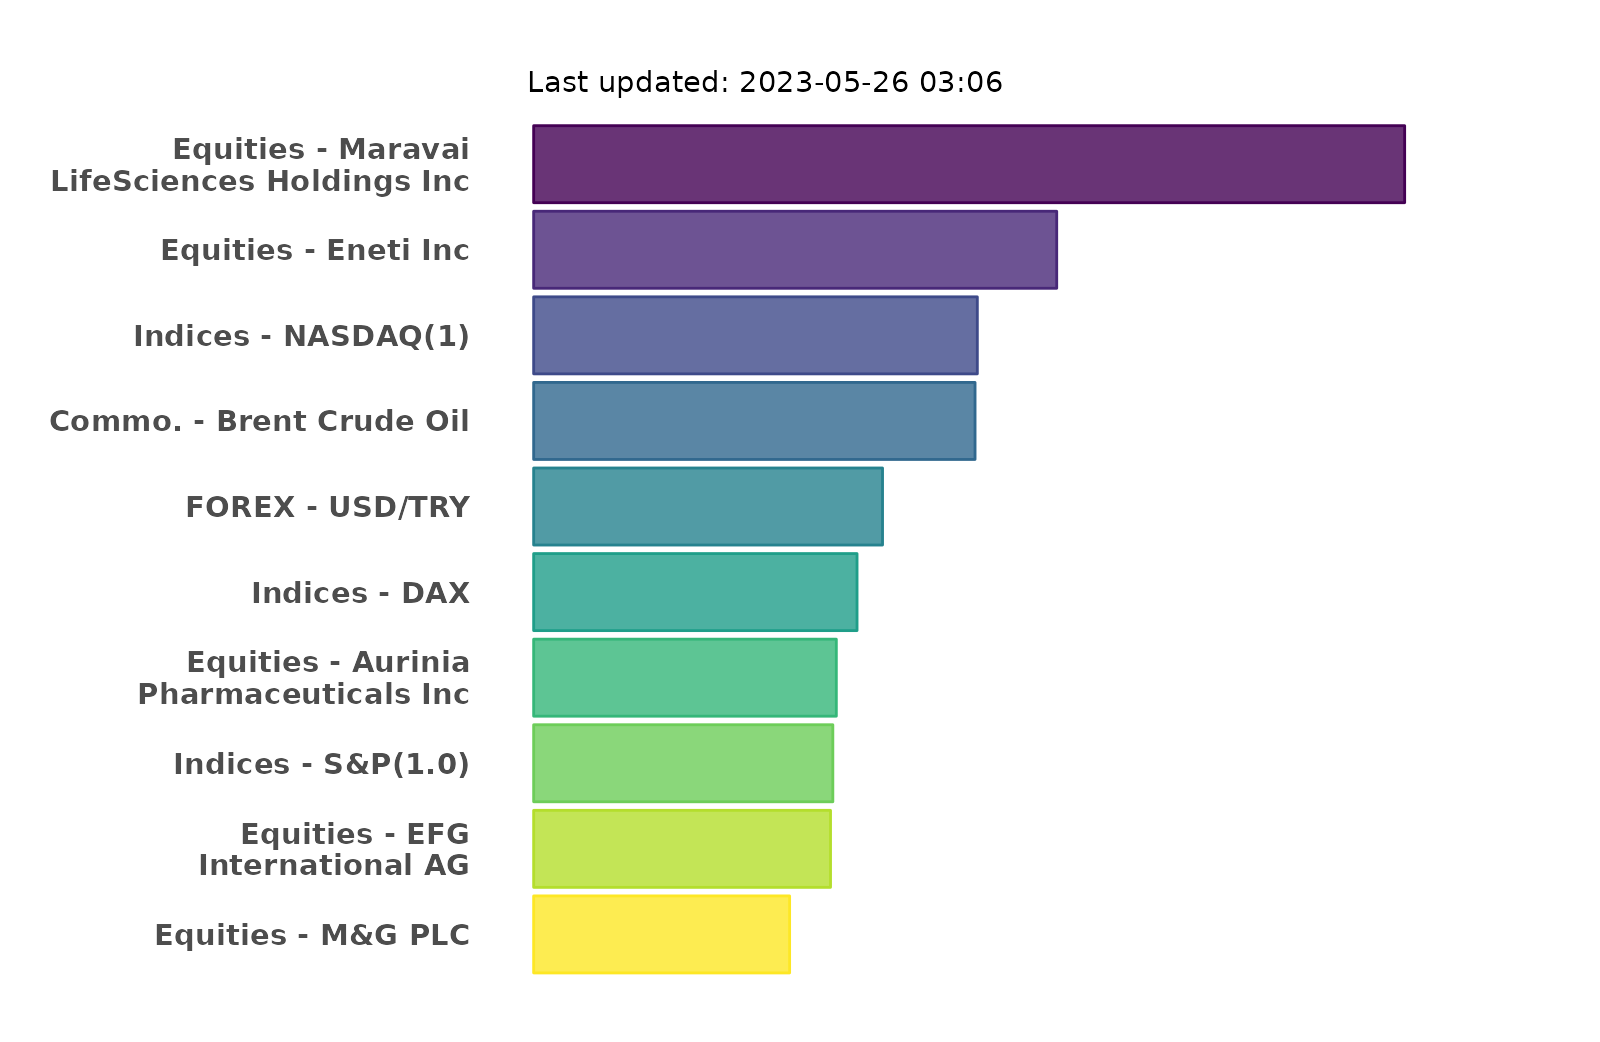 Last updated: 2023-05-26 03:06
Equities - Maravai
LifeSciences Holdings Inc
Equities - Eneti Inc
Indices - NASDAQ(1)
Commo. - Brent Crude Oil
FOREX - USD/TRY
Indices - DAX
Equities - Aurinia
Pharmaceuticals Inc
Indices - S&P(1.0)
Equities - EFG
International AG
Equities - M&G PLC